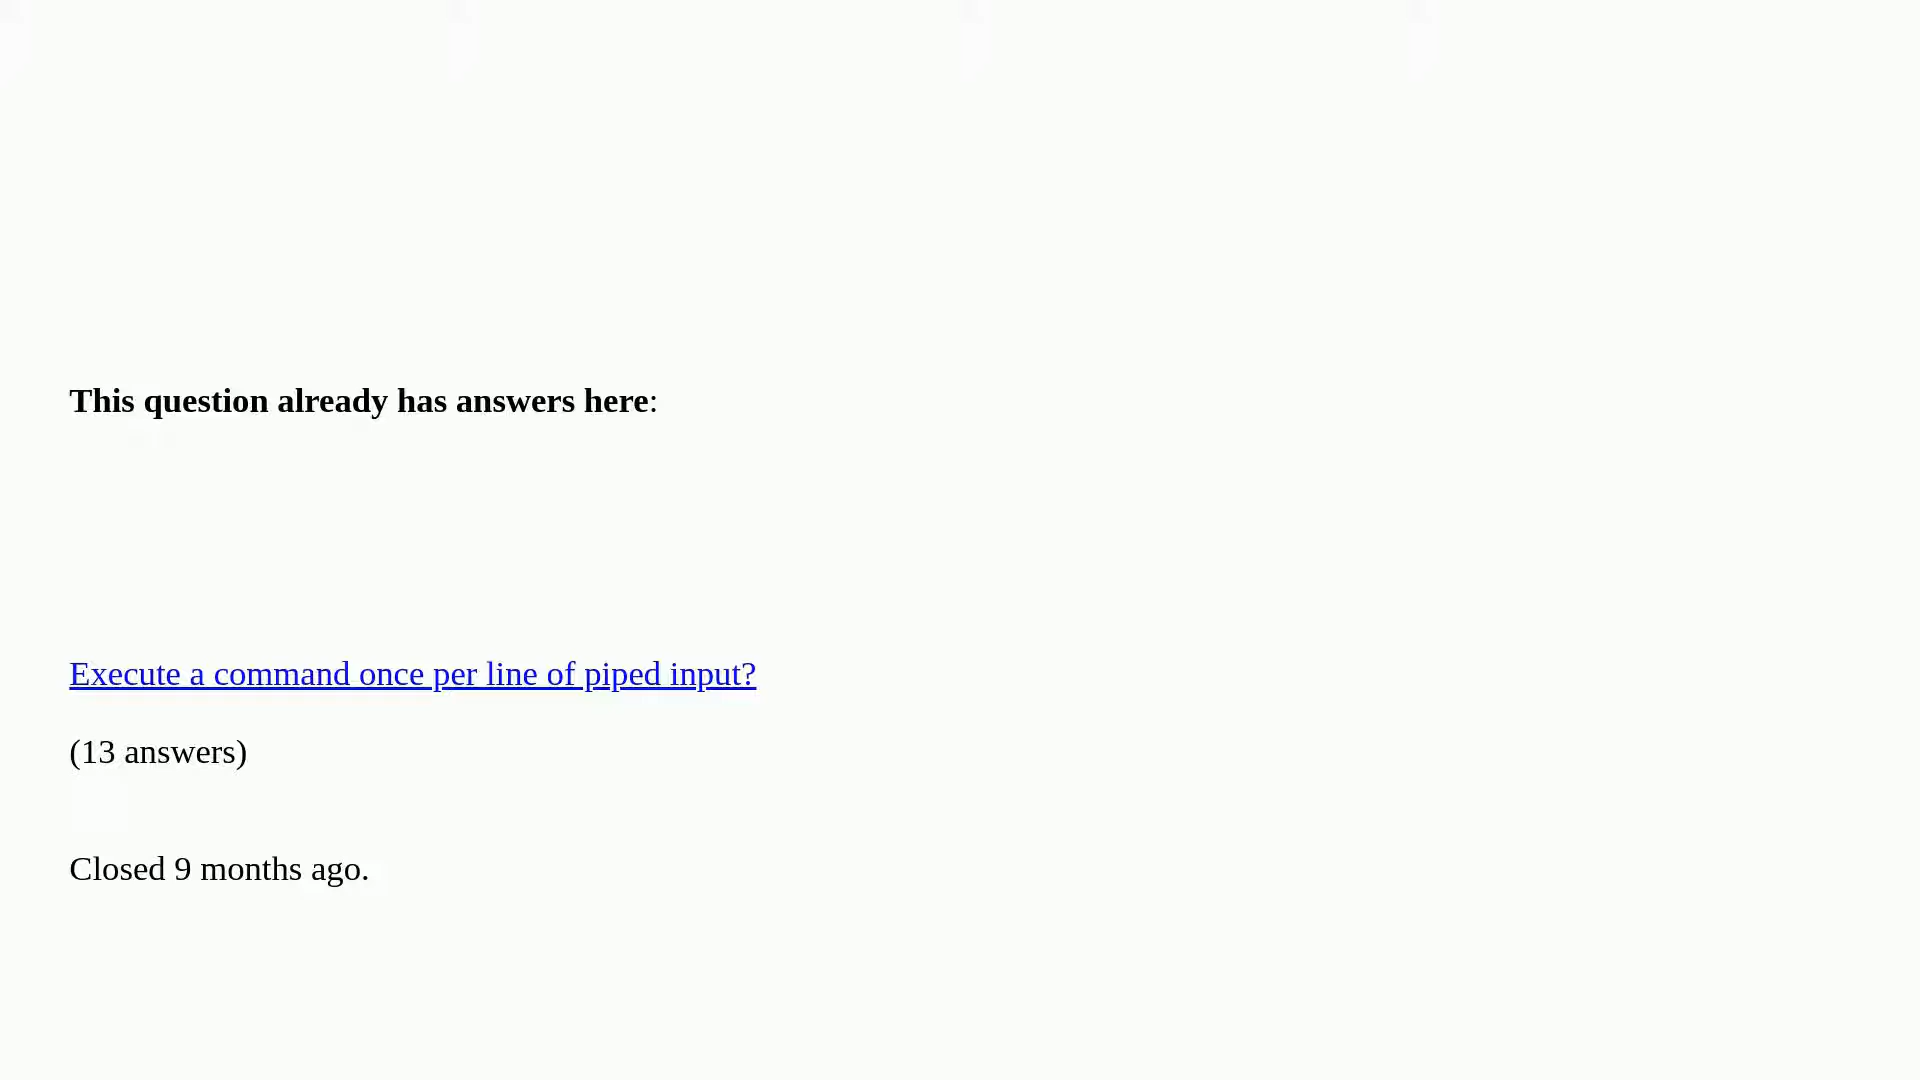 This question already has answers here:
Execute a command once per line of piped input?
(13 answers)
Closed 9 months ago.